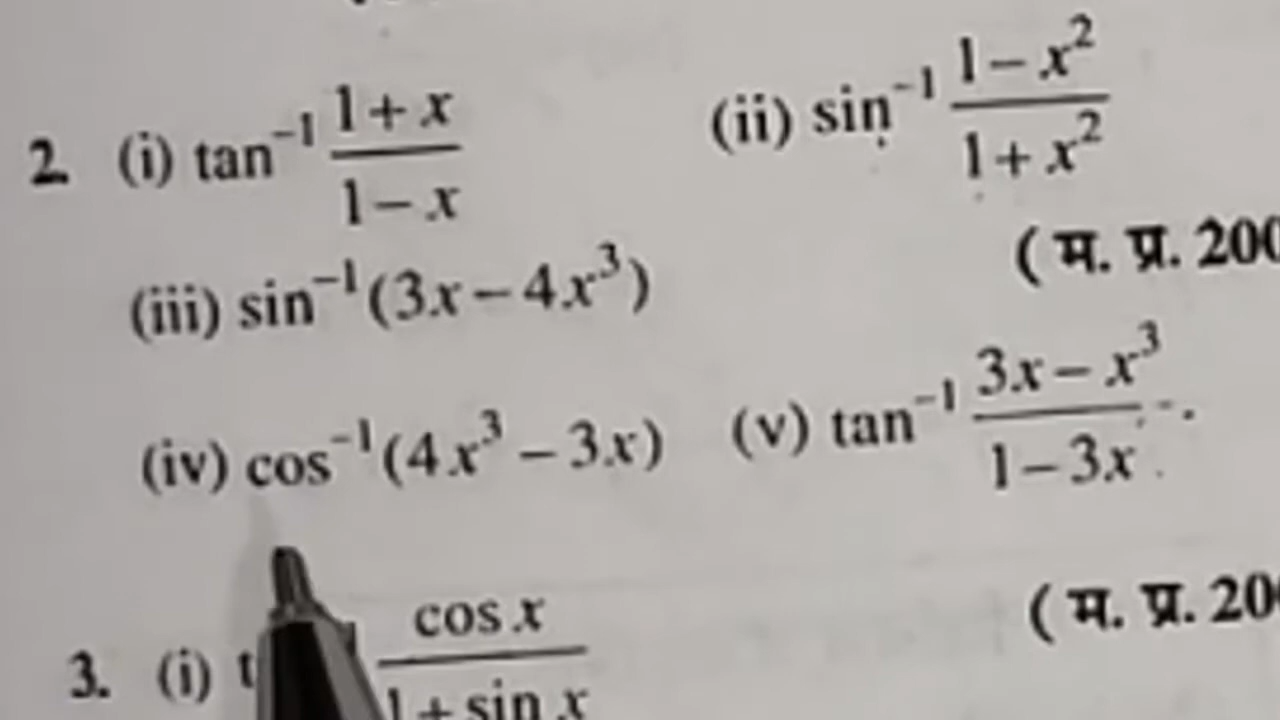 2. (i) tan⁻¹ (1 + x)/(1 − x) (ii) sin⁻¹ (1 − x²)/(1 + x²)
( म. प्र. 200
(iii) sin⁻¹(3x − 4x³)
(iv) cos⁻¹(4x³ − 3x) (v) tan⁻¹ (3x − x³)/(1 − 3x)
( म. प्र. 200
3. (i) t cos x/(1 + sin x)